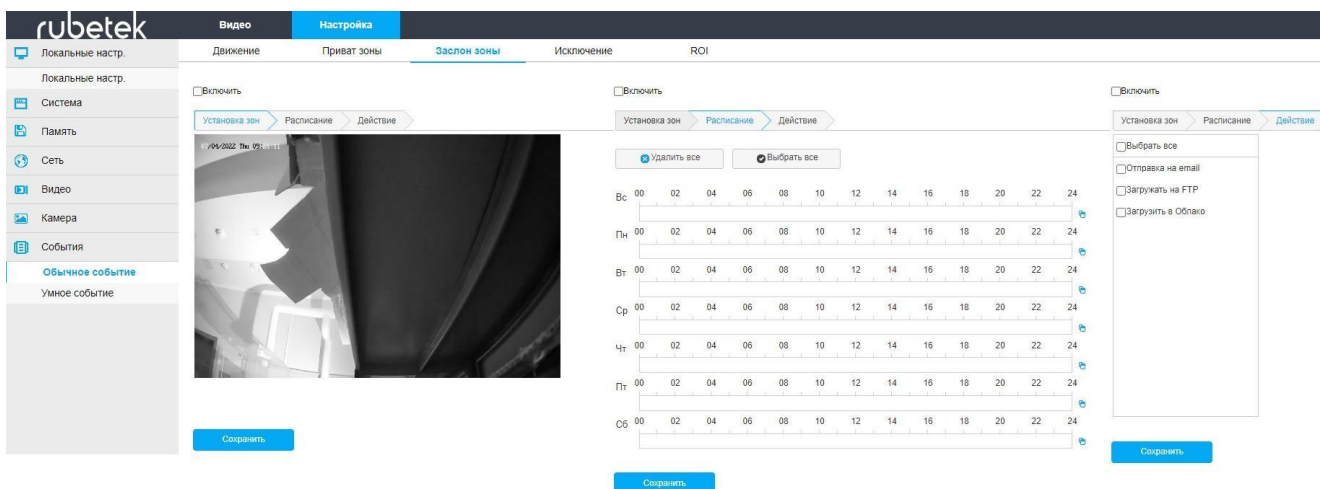 rubetek
Видео Настройка
Движение Приват зоны Заслон зоны Исключение ROI
Локальные настр.
Локальные настр.
Система
Память
Сеть
Видео
Камера
События
Обычное событие
Умное событие
Включить
Установка зон Расписание Действие
Thu
Сохранить
Включить
Установка зон Расписание Действие
Удалить все Выбрать все
Вс 00 02 04 06 08 10 12 14 16 18 20 22 24
Пн 00 02 04 06 08 10 12 14 16 18 20 22 24
Вт 00 02 04 06 08 10 12 14 16 18 20 22 24
Ср 00 02 04 06 08 10 12 14 16 18 20 22 24
Чт 00 02 04 06 08 10 12 14 16 18 20 22 24
Пт 00 02 04 06 08 10 12 14 16 18 20 22 24
Сб 00 02 04 06 08 10 12 14 16 18 20 22 24
Сохранить
Включить
Установка зон Расписание Действие
Выбрать все
Отправка на email
Загружать на FTP
Загрузить в Облако
Сохранить